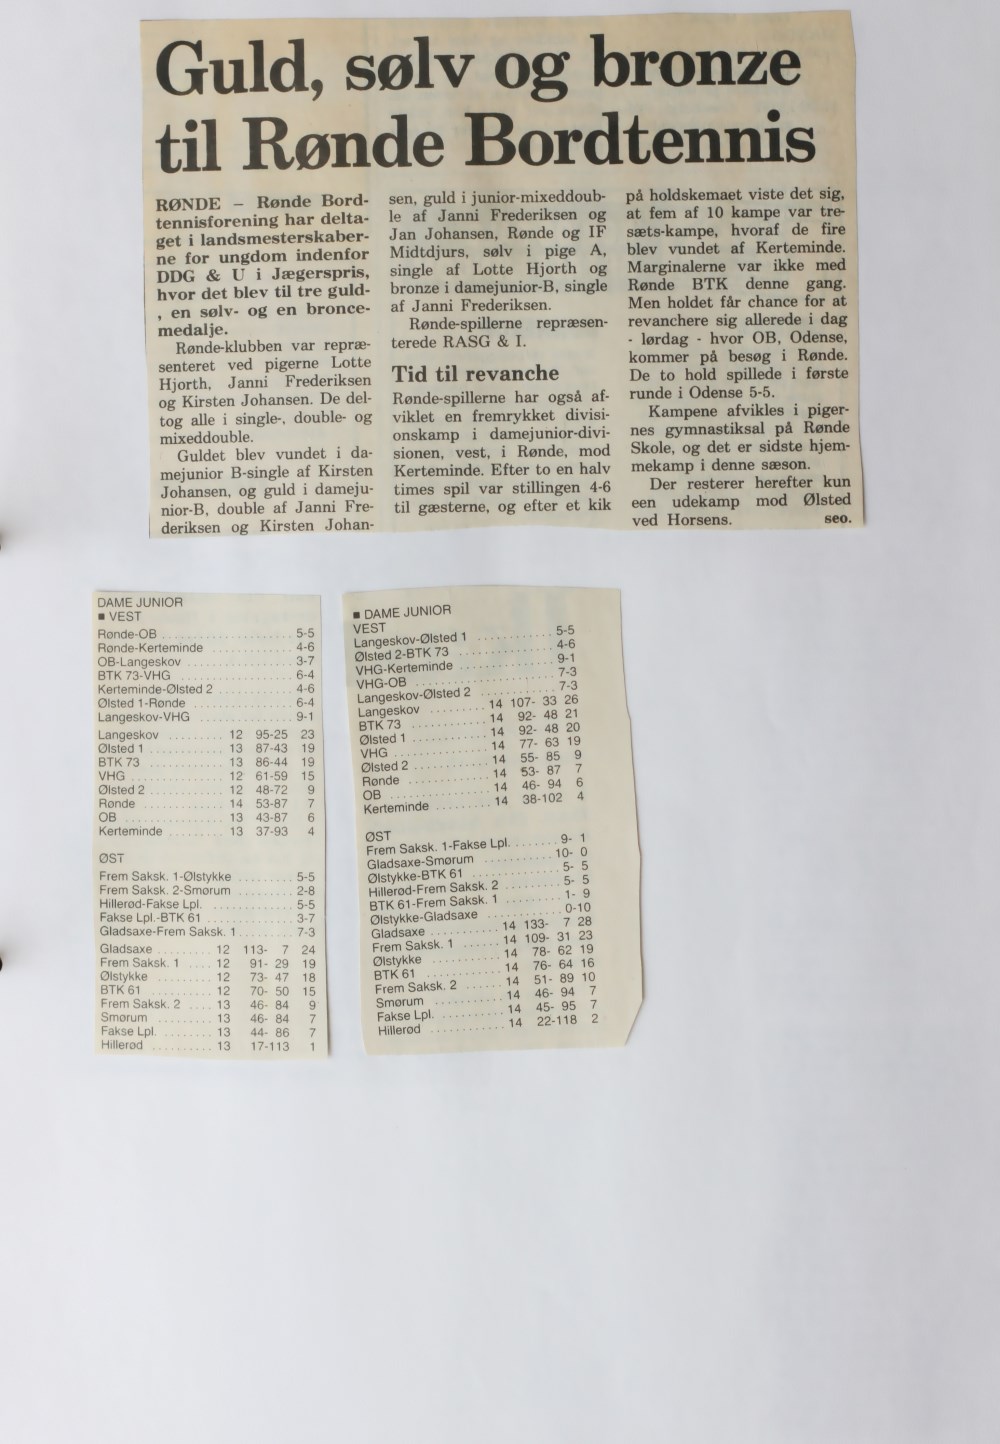 Guld, sølv og bronze
til Rønde Bordtennis
RØNDE – Rønde Bord-
tennisforening har delta-
get i landsmesterskaber-
ne for ungdom indenfor
DDG & U i Jægerspris,
hvor det blev til tre guld-
, en sølv- og en bronce-
medalje.
Rønde-klubben var repræ-
senteret ved pigerne Lotte
Hjorth, Janni Frederiksen
og Kirsten Johansen. De del-
tog alle i single-, double- og
mixeddouble.
Guldet blev vundet i da-
mejunior B-single af Kirsten
Johansen, og guld i dameju-
nior-B, double af Janni Fre-
deriksen og Kirsten Johan-
sen, guld i junior-mixeddoub-
le af Janni Frederiksen og
Jan Johansen, Rønde og IF
Midtdjurs, sølv i pige A,
single af Lotte Hjorth og
bronze i damejunior-B, single
af Janni Frederiksen.
Rønde-spillerne repræsen-
terede RASG & I.
Tid til revanche
Rønde-spillerne har også af-
viklet en fremrykket divisi-
onskamp i damejunior-divi-
sionen, vest, i Rønde, mod
Kerteminde. Efter to en halv
times spil var stillingen 4-6
til gæsterne, og efter et kik
på holdskemaet viste det sig,
at fem af 10 kampe var tre-
sæts-kampe, hvoraf de fire
blev vundet af Kerteminde.
Marginalerne var ikke med
Rønde BTK denne gang.
Men holdet får chance for at
revanchere sig allerede i dag
- lørdag - hvor OB, Odense,
kommer på besøg i Rønde.
De to hold spillede i første
runde i Odense 5-5.
Kampene afvikles i piger-
nes gymnastiksal på Rønde
Skole, og det er sidste hjem-
mekamp i denne sæson.
Der resterer herefter kun
een udekamp mod Ølsted
ved Horsens. seo.
DAME JUNIOR
■ VEST
Rønde-OB 5-5
Rønde-Kerteminde 4-6
OB-Langeskov 3-7
BTK 73-VHG 6-4
Kerteminde-Ølsted 2 4-6
Ølsted 1-Rønde 6-4
Langeskov-VHG 9-1
Langeskov 12 95-25 23
Ølsted 1 13 87-43 19
BTK 73 13 86-44 19
VHG 12 61-59 15
Ølsted 2 12 48-72 9
Rønde 14 53-87 7
OB 13 43-87 6
Kerteminde 13 37-93 4
ØST
Frem Saksk. 1-Ølstykke 5-5
Frem Saksk. 2-Smørum 2-8
Hillerød-Fakse Lpl. 5-5
Fakse Lpl.-BTK 61 3-7
Gladsaxe-Frem Saksk. 1 7-3
Gladsaxe 12 113- 7 24
Frem Saksk. 1 12 91- 29 19
Ølstykke 12 73- 47 18
BTK 61 12 70- 50 15
Frem Saksk. 2 13 46- 84 9
Smørum 13 46- 84 7
Fakse Lpl. 13 44- 86 7
Hillerød 13 17-113 1
■ DAME JUNIOR
VEST
Langeskov-Ølsted 1 5-5
Ølsted 2-BTK 73 4-6
VHG-Kerteminde 9-1
VHG-OB 7-3
Langeskov-Ølsted 2 7-3
Langeskov 14 107- 33 26
BTK 73 14 92- 48 21
Ølsted 1 14 92- 48 20
VHG 14 77- 63 19
Ølsted 2 14 55- 85 9
Rønde 14 53- 87 7
OB 14 46- 94 6
Kerteminde 14 38-102 4
ØST
Frem Saksk. 1-Fakse Lpl. 9- 1
Gladsaxe-Smørum 10- 0
Ølstykke-BTK 61 5- 5
Hillerød-Frem Saksk. 2 5- 5
BTK 61-Frem Saksk. 1 1- 9
Ølstykke-Gladsaxe 0-10
Gladsaxe 14 133- 7 28
Frem Saksk. 1 14 109- 31 23
Ølstykke 14 78- 62 19
BTK 61 14 76- 64 16
Frem Saksk. 2 14 51- 89 10
Smørum 14 46- 94 7
Fakse Lpl. 14 45- 95 7
Hillerød 14 22-118 2